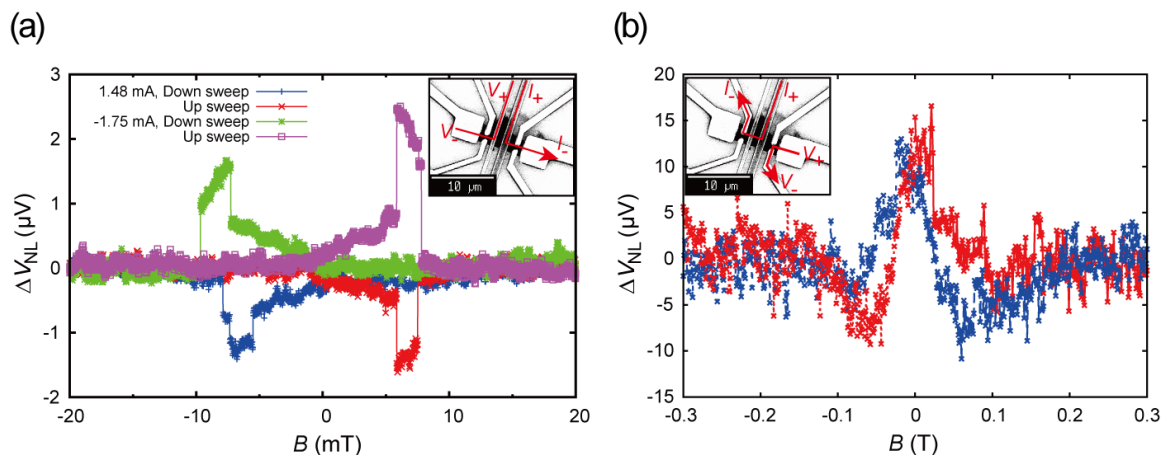 (a)
3
2
1
0
-1
-2
ΔV_NL (μV)
-20 -10 0 10 20
B (mT)
1.48 mA, Down sweep
Up sweep
-1.75 mA, Down sweep
Up sweep
V+ I+
V-
I-
10 μm
(b)
20
15
10
5
0
-5
-10
-15
ΔV_NL (μV)
-0.3 -0.2 -0.1 0 0.1 0.2 0.3
B (T)
I- I+
V+
V-
10 μm